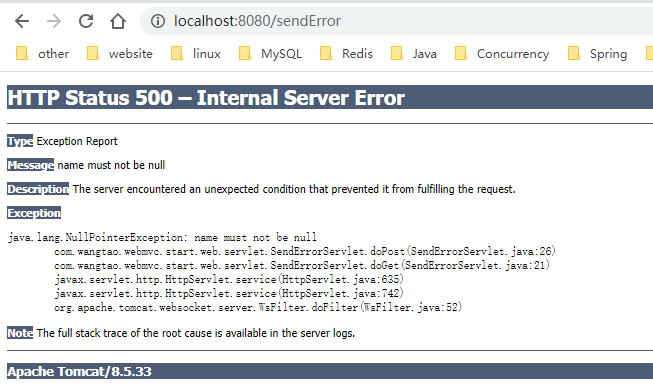 localhost:8080/sendError
other website linux MySQL Redis Java Concurrency Spring
HTTP Status 500 – Internal Server Error
Type Exception Report
Message name must not be null
Description The server encountered an unexpected condition that prevented it from fulfilling the request.
Exception
java.lang.NullPointerException: name must not be null
com.wangtao.webmvc.start.web.servlet.SendErrorServlet.doPost(SendErrorServlet.java:26)
com.wangtao.webmvc.start.web.servlet.SendErrorServlet.doGet(SendErrorServlet.java:21)
javax.servlet.http.HttpServlet.service(HttpServlet.java:635)
javax.servlet.http.HttpServlet.service(HttpServlet.java:742)
org.apache.tomcat.websocket.server.WsFilter.doFilter(WsFilter.java:52)
Note The full stack trace of the root cause is available in the server logs.
Apache Tomcat/8.5.33